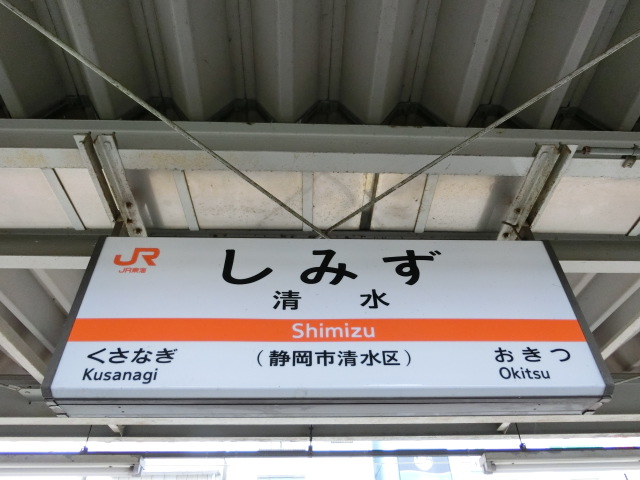 JR
JR東海
しみず
清水
Shimizu
くさなぎ
Kusanagi
(静岡市清水区)
おきつ
Okitsu